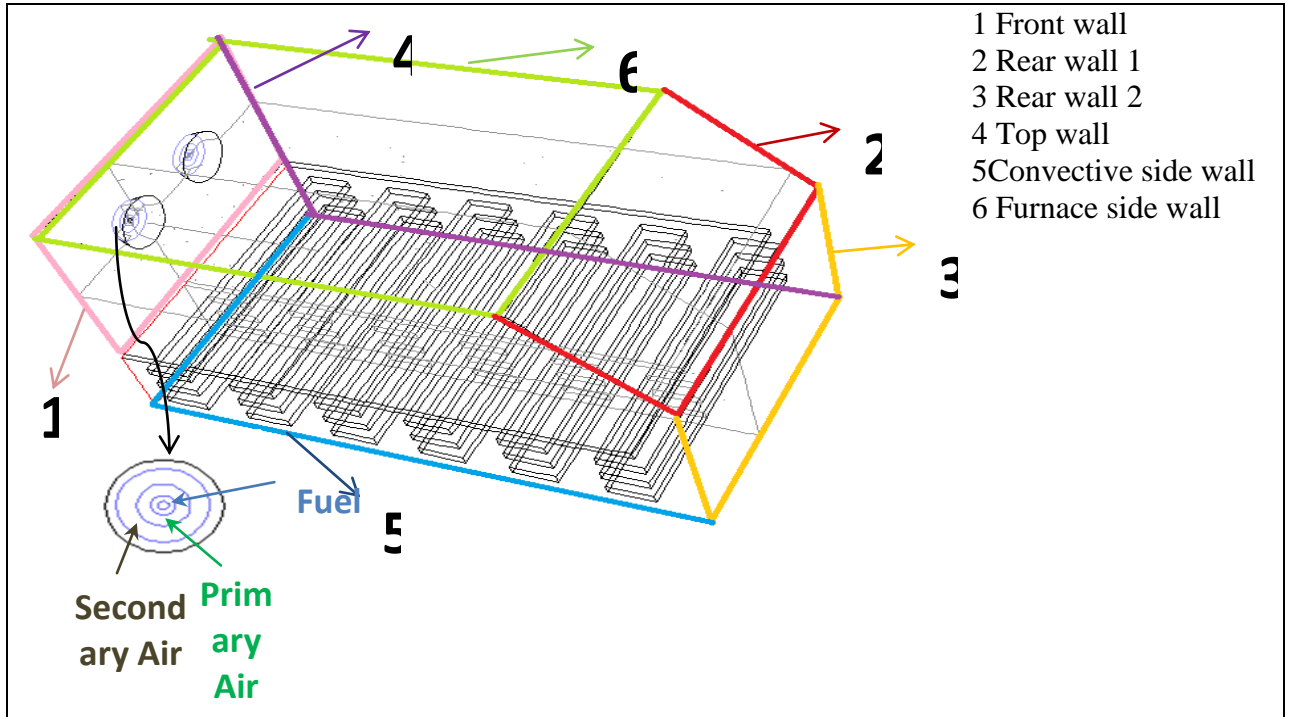 4
6
2
3
1
5
Fuel
Second
ary Air
Prim
ary
Air
1 Front wall
2 Rear wall 1
3 Rear wall 2
4 Top wall
5Convective side wall
6 Furnace side wall